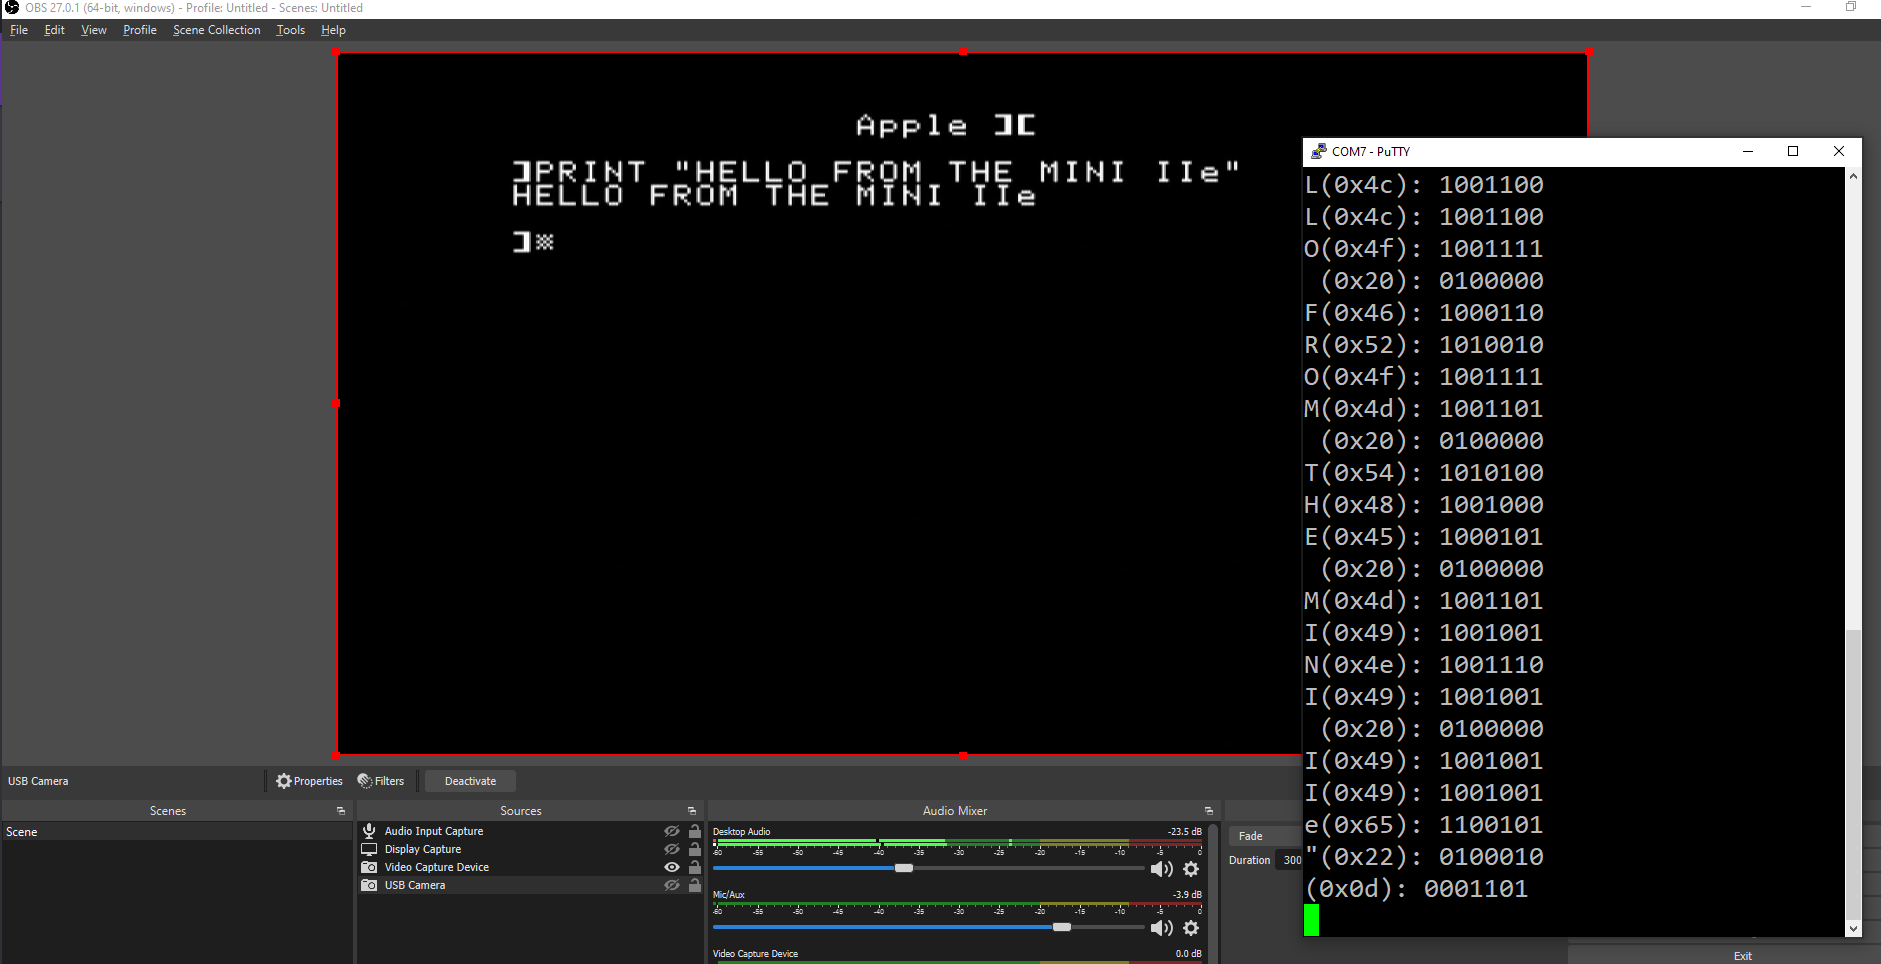 OBS 27.0.1 (64-bit, windows) - Profile: Untitled - Scenes: Untitled
File Edit View Profile Scene Collection Tools Help
Apple ][
]PRINT "HELLO FROM THE MINI IIe"
HELLO FROM THE MINI IIe
]
COM7 - PuTTY
L(0x4c): 1001100
L(0x4c): 1001100
O(0x4f): 1001111
(0x20): 0100000
F(0x46): 1000110
R(0x52): 1010010
O(0x4f): 1001111
M(0x4d): 1001101
(0x20): 0100000
T(0x54): 1010100
H(0x48): 1001000
E(0x45): 1000101
(0x20): 0100000
M(0x4d): 1001101
I(0x49): 1001001
N(0x4e): 1001110
I(0x49): 1001001
(0x20): 0100000
I(0x49): 1001001
I(0x49): 1001001
e(0x65): 1100101
"(0x22): 0100010
(0x0d): 0001101
USB Camera Properties Filters Deactivate
Scenes
Scene
Sources
Audio Input Capture
Display Capture
Video Capture Device
USB Camera
Audio Mixer
Desktop Audio -23.5 dB
-60 -55 -50 -45 -40 -35 -30 -25 -20 -15 -10 -5 0
Mic/Aux -3.9 dB
-60 -55 -50 -45 -40 -35 -30 -25 -20 -15 -10 -5 0
Video Capture Device 0.0 dB
Fade
Duration 300
Exit